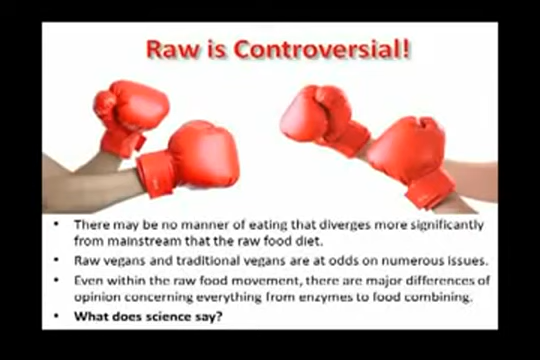 Raw is Controversial!
• There may be no manner of eating that diverges more significantly
from mainstream that the raw food diet.
• Raw vegans and traditional vegans are at odds on numerous issues.
• Even within the raw food movement, there are major differences of
opinion concerning everything from enzymes to food combining.
• What does science say?